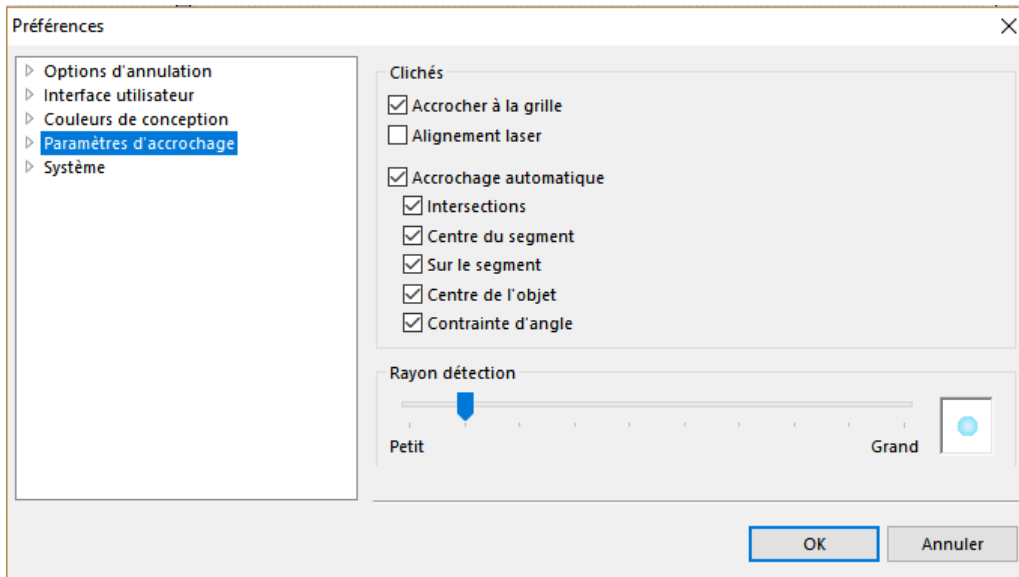 Préférences
Options d'annulation
Interface utilisateur
Couleurs de conception
Paramètres d'accrochage
Système
Clichés
Accrocher à la grille
Alignement laser
Accrochage automatique
Intersections
Centre du segment
Sur le segment
Centre de l'objet
Contrainte d'angle
Rayon détection
Petit Grand
OK Annuler